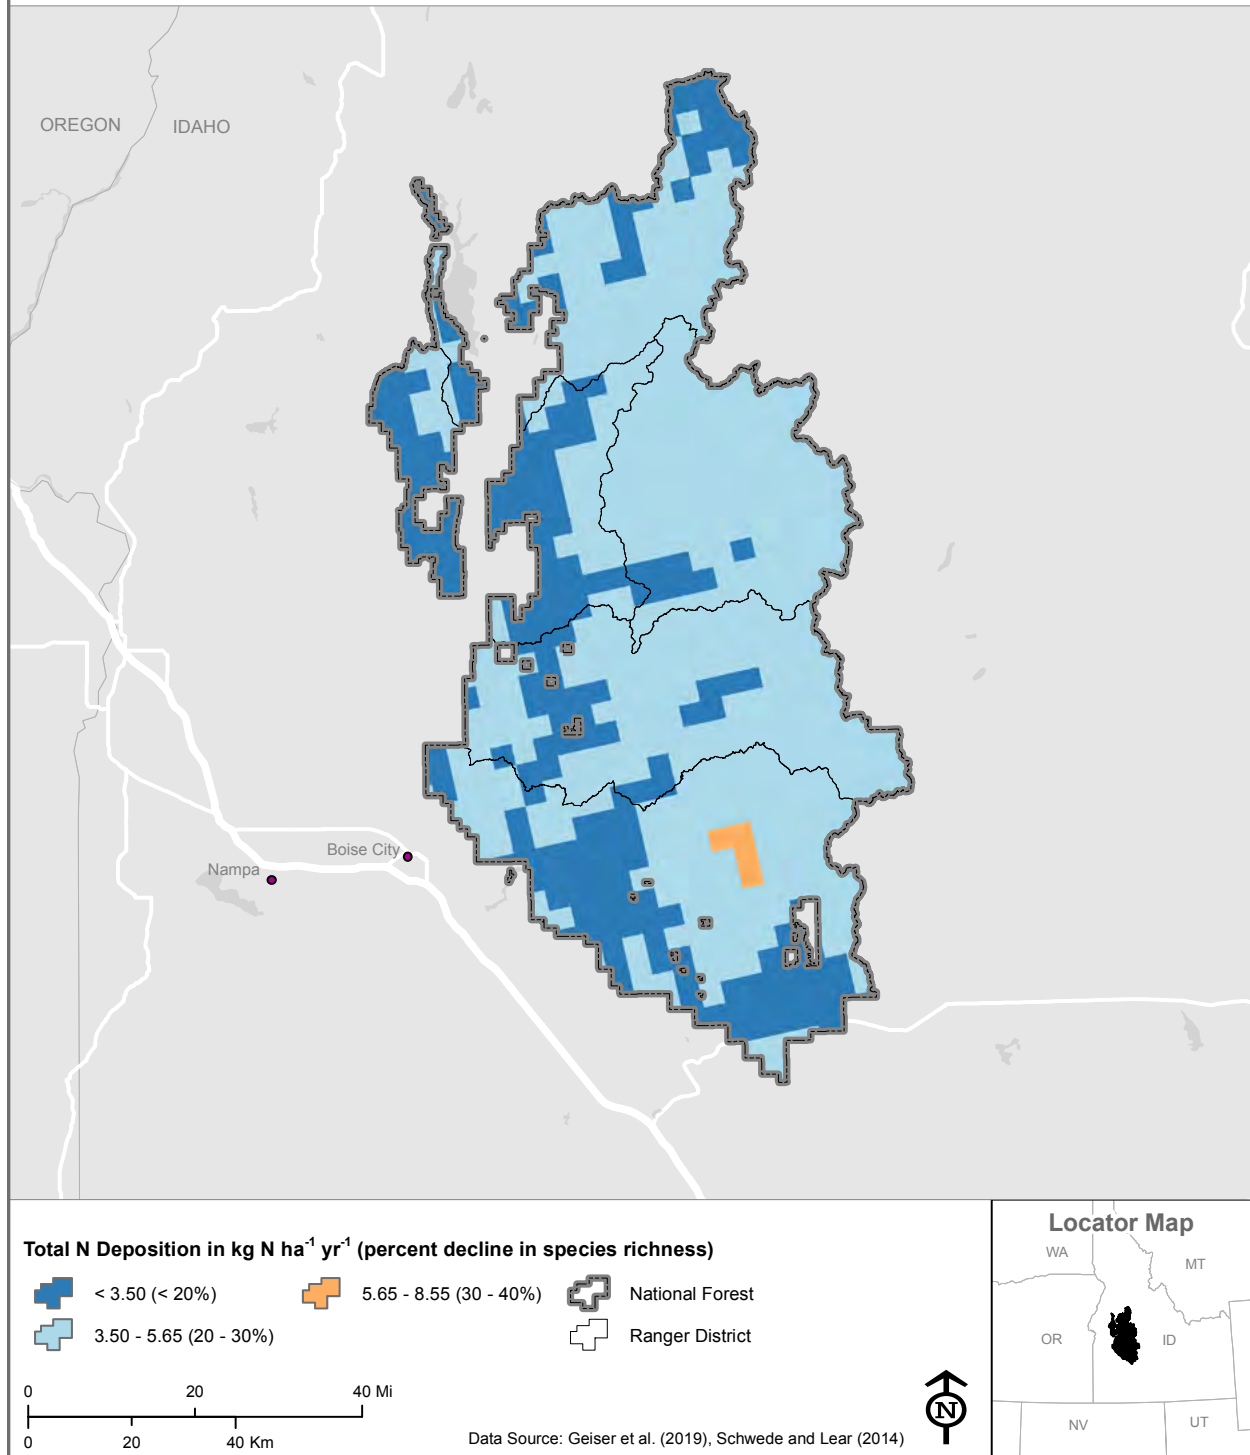 OREGON
IDAHO
Boise City
Nampa
Total N Deposition in kg N ha-1 yr-1 (percent decline in species richness)
< 3.50 (< 20%)
5.65 - 8.55 (30 - 40%)
National Forest
3.50 - 5.65 (20 - 30%)
Ranger District
0 20 40 Mi
0 20 40 Km
N
Data Source: Geiser et al. (2019), Schwede and Lear (2014)
Locator Map
WA
MT
OR
ID
NV
UT